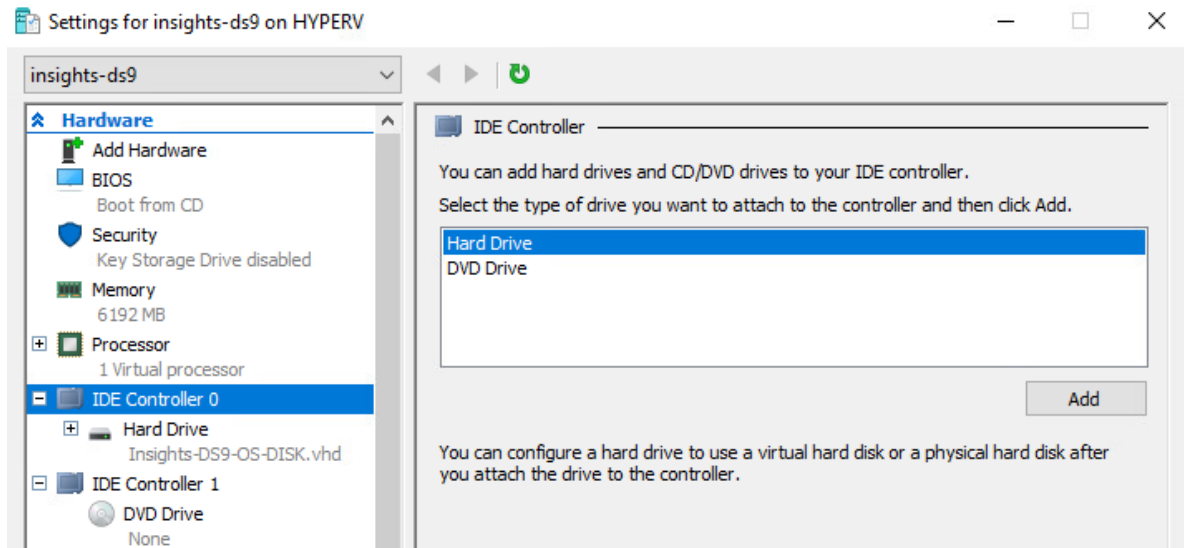 Settings for insights-ds9 on HYPERV
insights-ds9
Hardware
Add Hardware
BIOS
Boot from CD
Security
Key Storage Drive disabled
Memory
6192 MB
Processor
1 Virtual processor
IDE Controller 0
Hard Drive
Insights-DS9-OS-DISK.vhd
IDE Controller 1
DVD Drive
None
IDE Controller
You can add hard drives and CD/DVD drives to your IDE controller.
Select the type of drive you want to attach to the controller and then click Add.
Hard Drive
DVD Drive
Add
You can configure a hard drive to use a virtual hard disk or a physical hard disk after
you attach the drive to the controller.